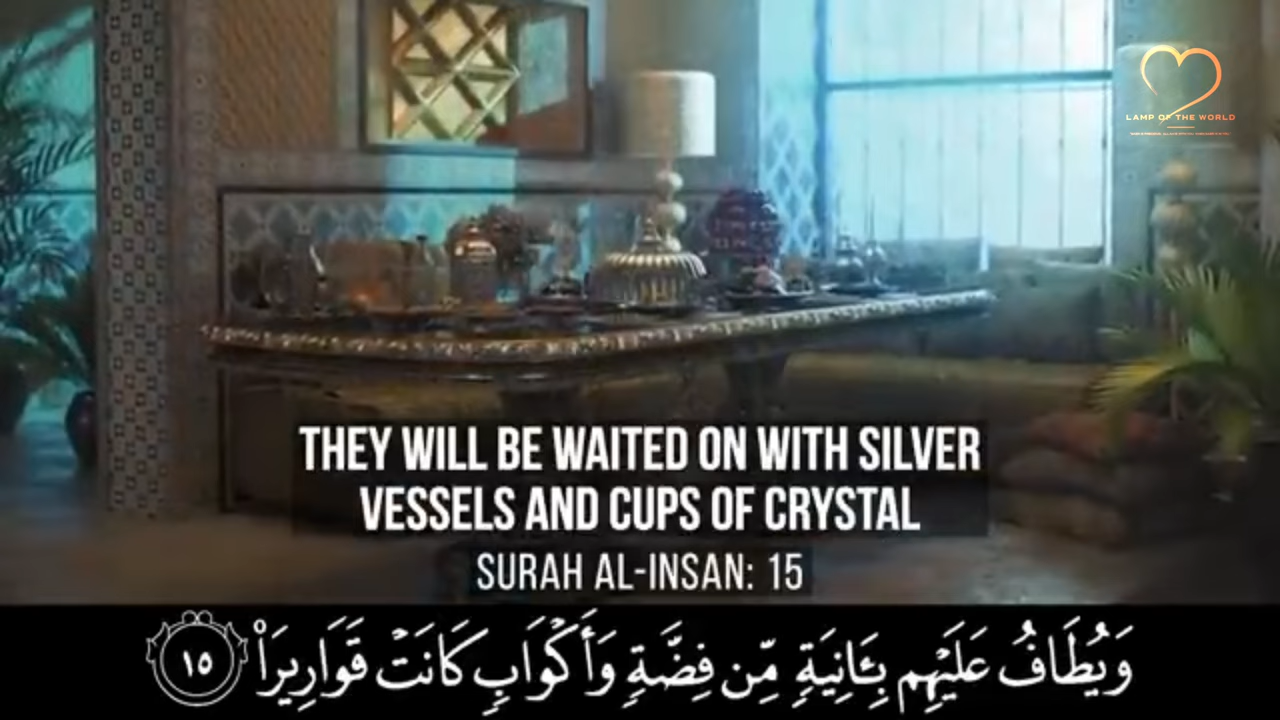 LAMP OF THE WORLD
THEY WILL BE WAITED ON WITH SILVER
VESSELS AND CUPS OF CRYSTAL
SURAH AL-INSAN: 15
وَيُطَافُ عَلَيْهِم بِـَٔانِيَةٍ مِّن فِضَّةٍ وَأَكْوَابٍ كَانَتْ قَوَارِيرَا۠ ١٥